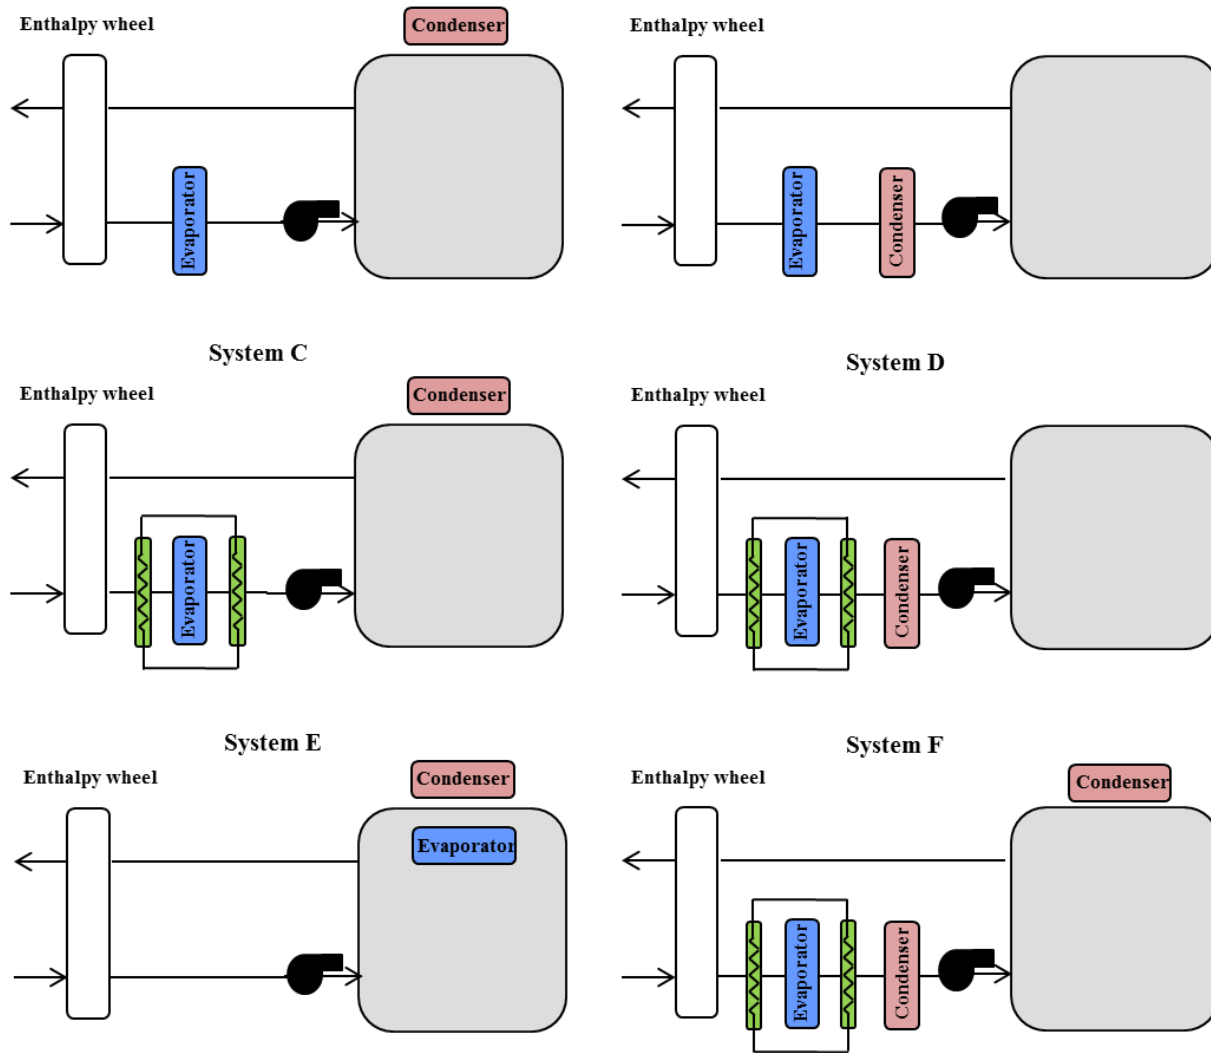 Enthalpy wheel
Condenser
Evaporator
Enthalpy wheel
Evaporator
Condenser
System C
Enthalpy wheel
Condenser
Evaporator
System D
Enthalpy wheel
Evaporator
Condenser
System E
Enthalpy wheel
Condenser
Evaporator
System F
Enthalpy wheel
Condenser
Evaporator
Condenser